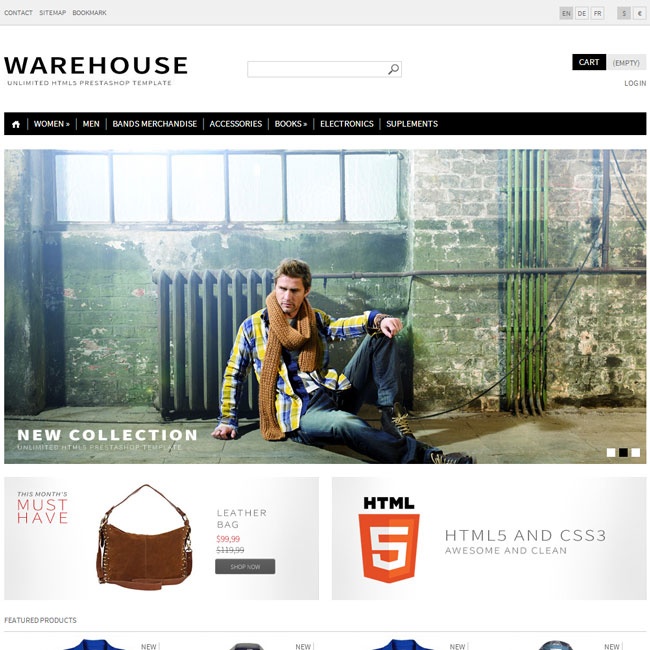 CONTACT SITEMAP BOOKMARK
EN DE FR $ €
WAREHOUSE
UNLIMITED HTML5 PRESTASHOP TEMPLATE
CART (EMPTY)
LOG IN
WOMEN » MEN BANDS MERCHANDISE ACCESSORIES BOOKS » ELECTRONICS SUPLEMENTS
NEW COLLECTION
UNLIMITED HTML5 PRESTASHOP TEMPLATE
THIS MONTH'S
MUST
HAVE
LEATHER
BAG
$99,99
$119,99
SHOP NOW
HTML
5
HTML5 AND CSS3
AWESOME AND CLEAN
FEATURED PRODUCTS
NEW NEW NEW NEW